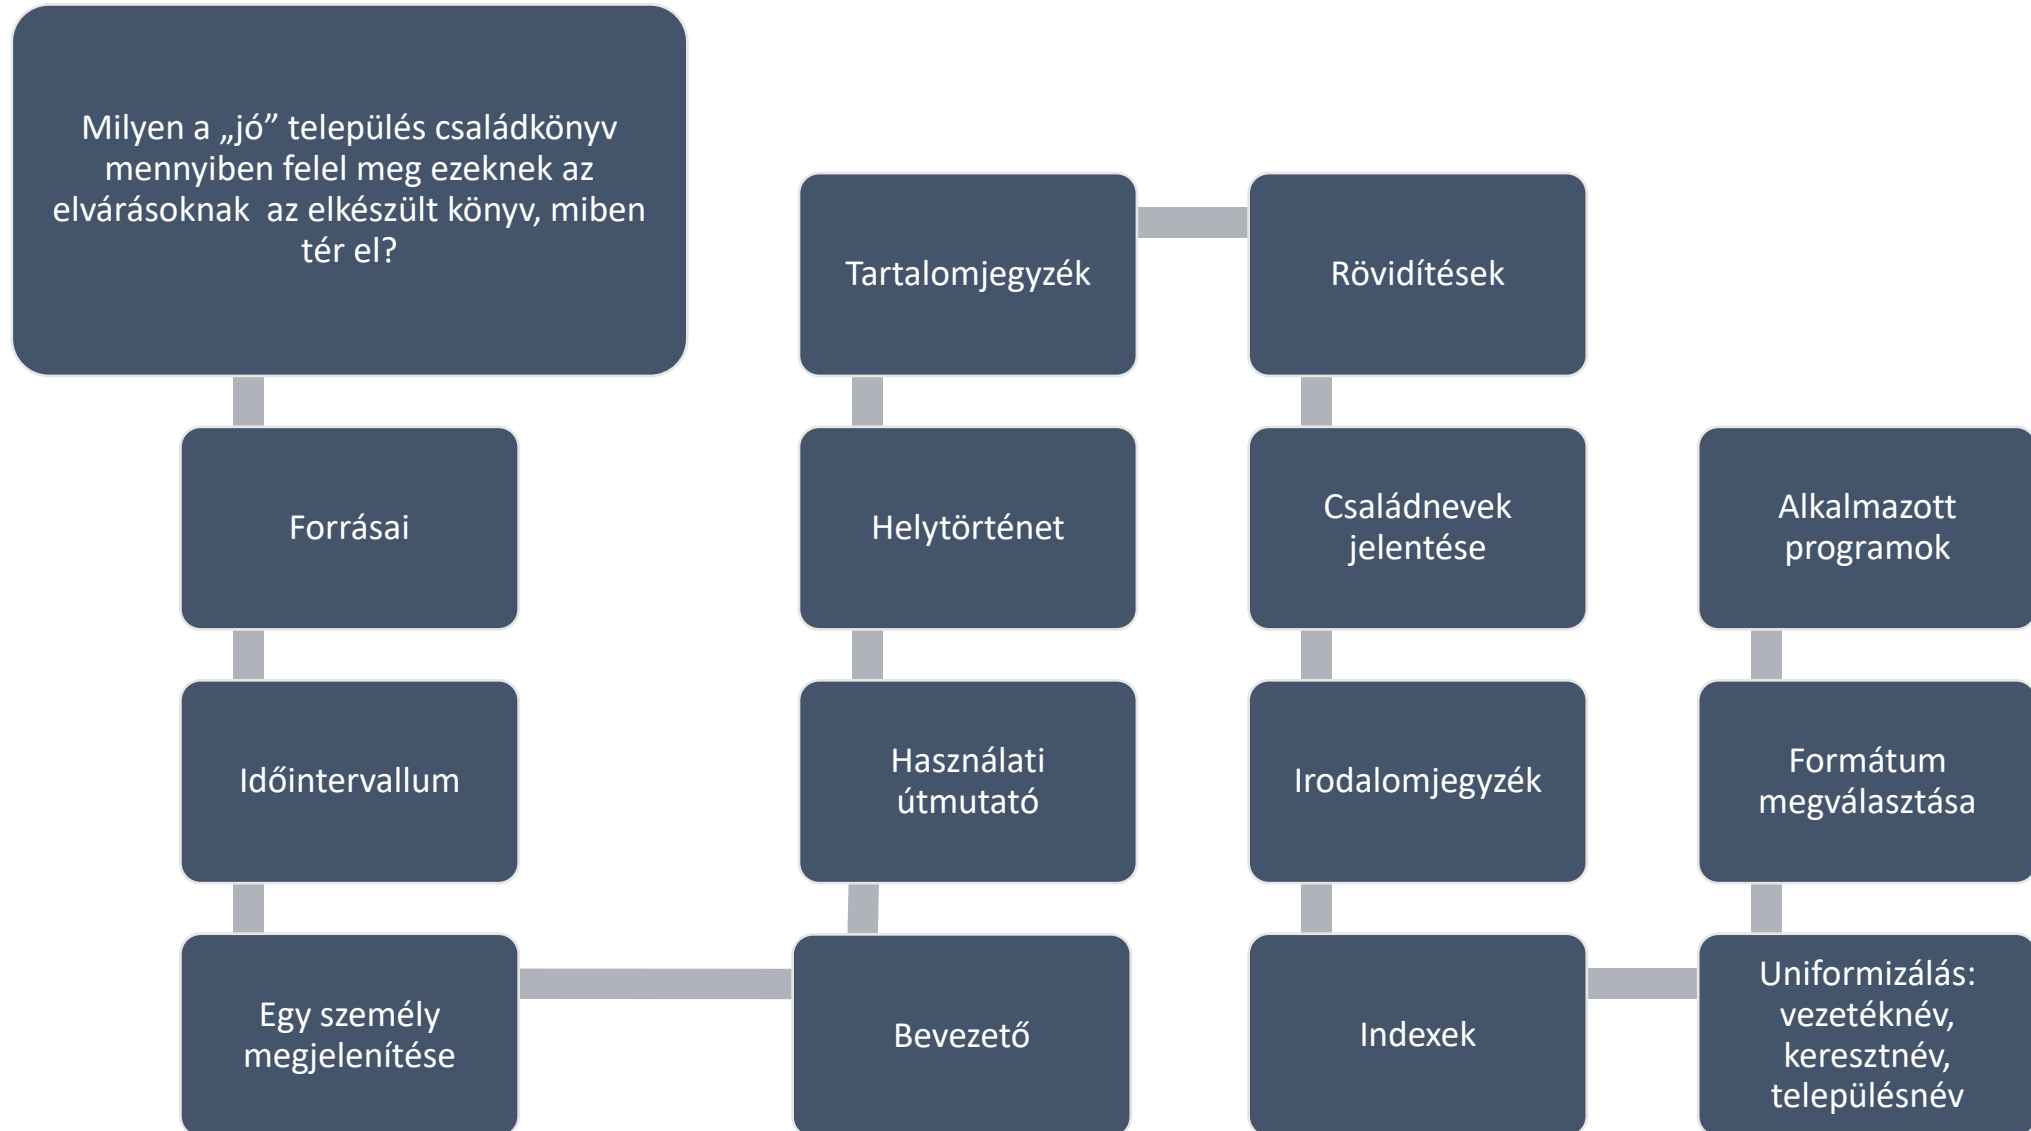 Milyen a „jó” település családkönyv
mennyiben felel meg ezeknek az
elvárásoknak  az elkészült könyv, miben
tér el?
Forrásai
Időintervallum
Egy személy
megjelenítése
Bevezető
Használati
útmutató
Helytörténet
Tartalomjegyzék
Rövidítések
Családnevek
jelentése
Irodalomjegyzék
Indexek
Uniformizálás:
vezetéknév,
keresztnév,
településnév
Formátum
megválasztása
Alkalmazott
programok